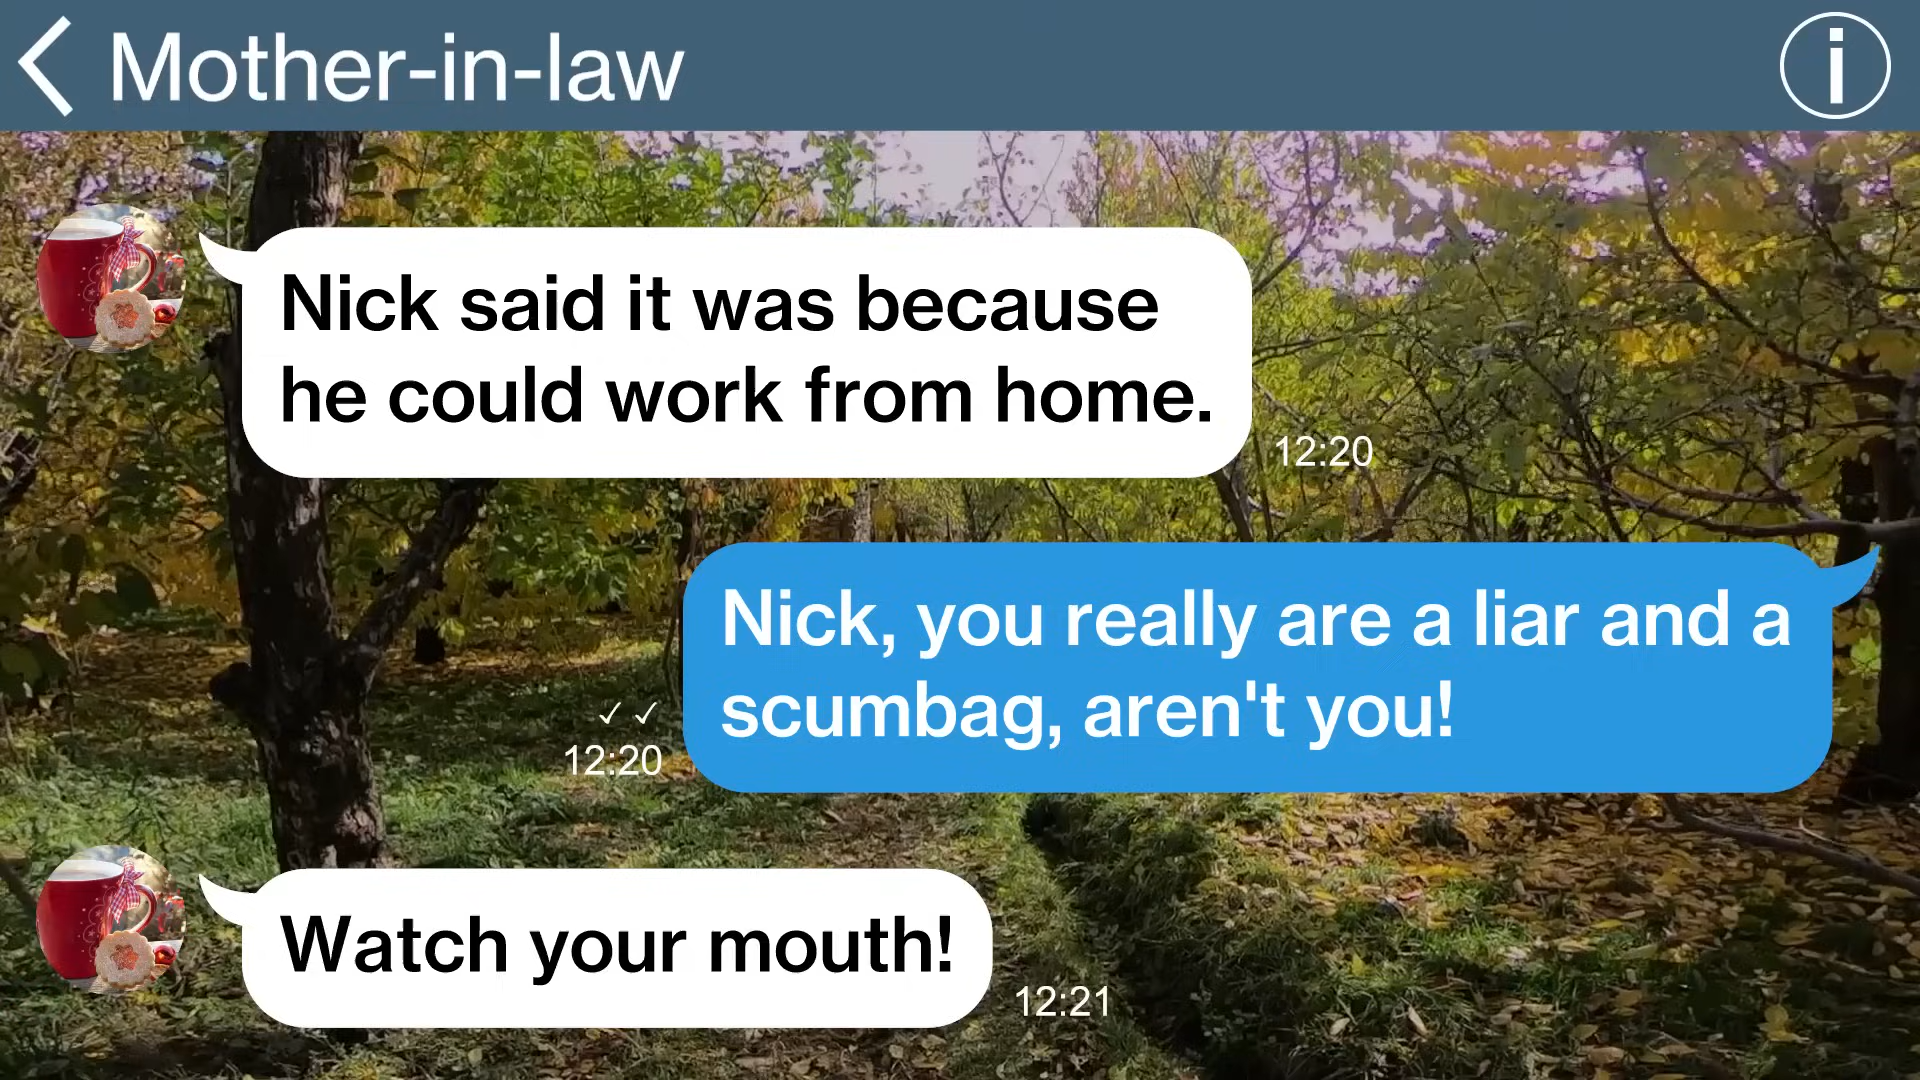 Mother-in-law
Nick said it was because
he could work from home.
12:20
Nick, you really are a liar and a
scumbag, aren't you!
✓✓
12:20
Watch your mouth!
12:21